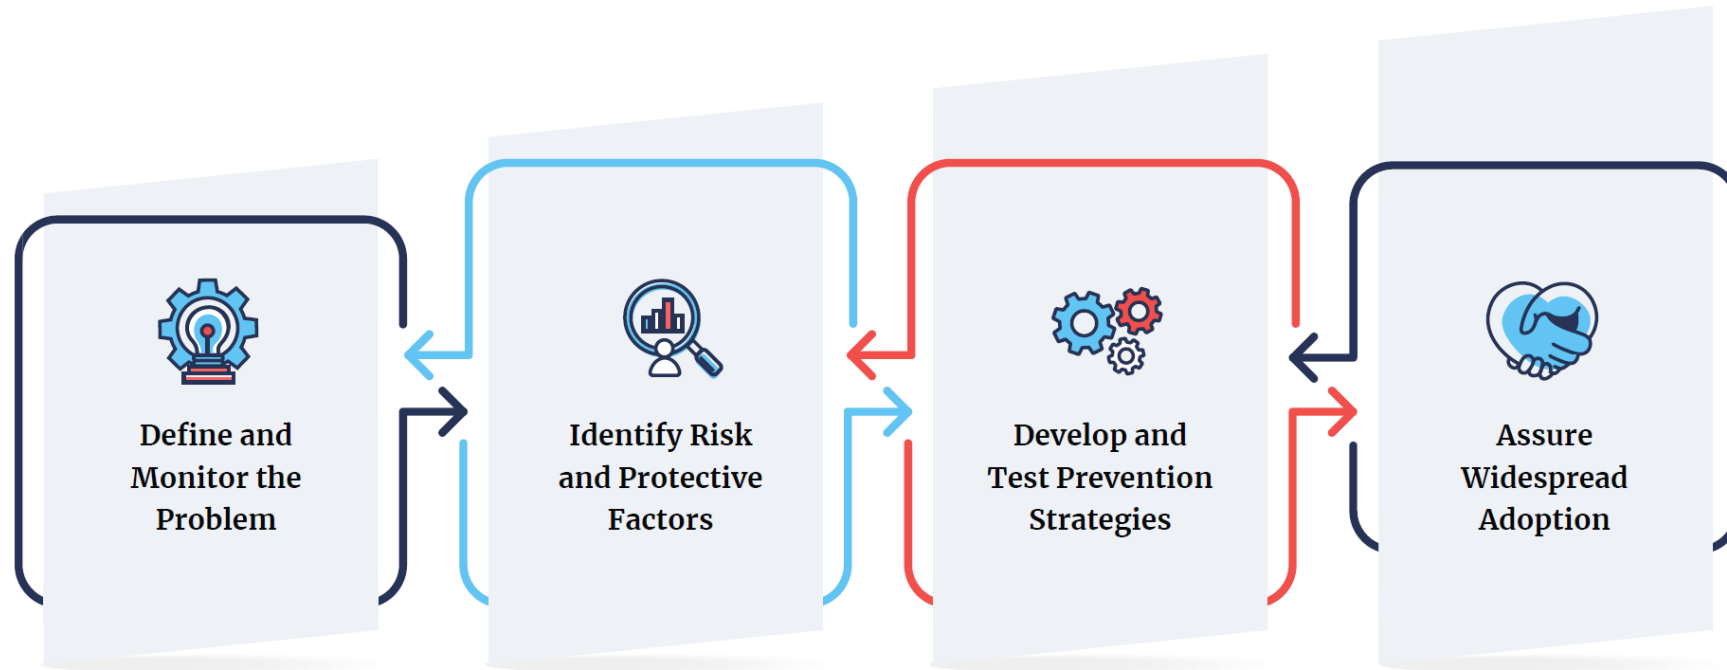 Define and
Monitor the
Problem
Identify Risk
and Protective
Factors
Develop and
Test Prevention
Strategies
Assure
Widespread
Adoption